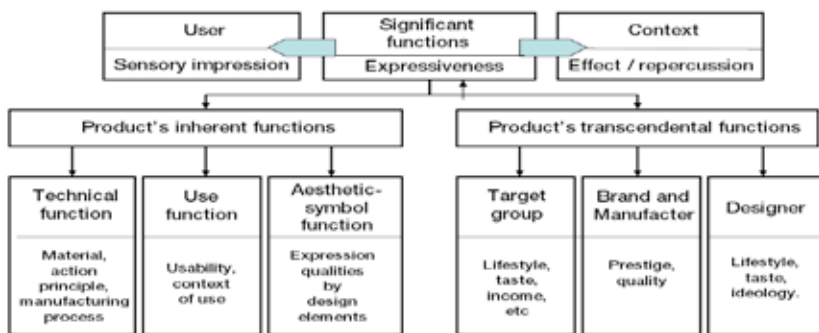 User
Sensory impression
Significant
functions
Expressiveness
Context
Effect / repercussion
Product's inherent functions
Product's transcendental functions
Technical
function
Material,
action
principle,
manufacturing
process
Use
function
Usability,
context
of use
Aesthetic-
symbol
function
Expression
qualities
by
design
elements
Target
group
Lifestyle,
taste,
income,
etc
Brand and
Manufacter
Prestige,
quality
Designer
Lifestyle,
taste,
ideology.